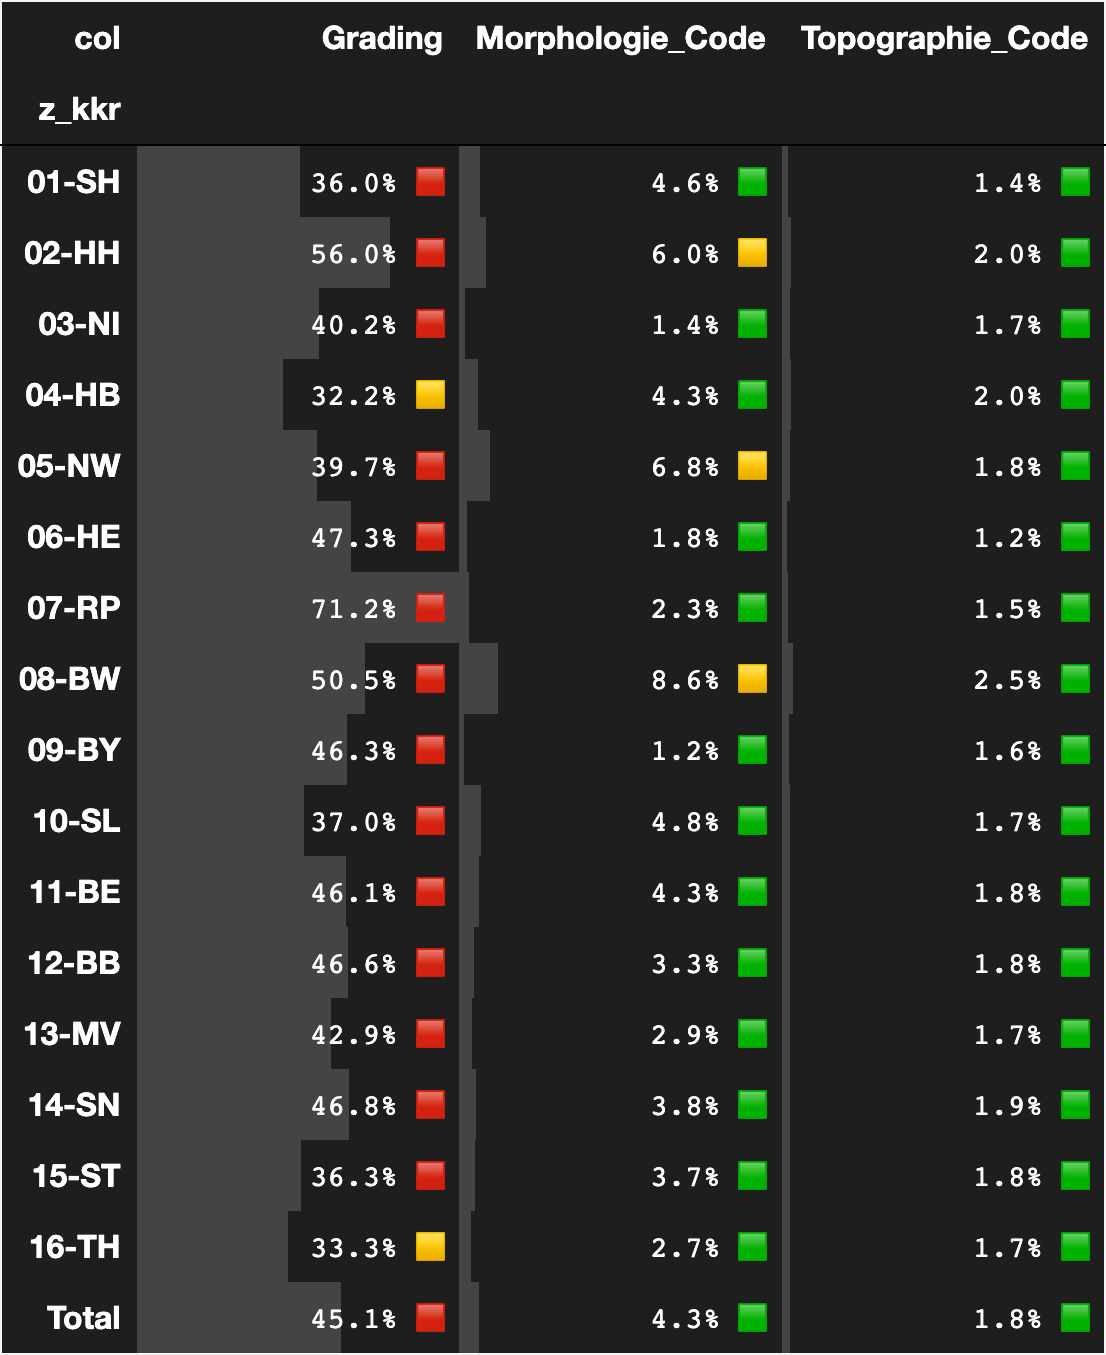 col Grading Morphologie_Code Topographie_Code
z_kkr
01-SH 36.0% 4.6% 1.4%
02-HH 56.0% 6.0% 2.0%
03-NI 40.2% 1.4% 1.7%
04-HB 32.2% 4.3% 2.0%
05-NW 39.7% 6.8% 1.8%
06-HE 47.3% 1.8% 1.2%
07-RP 71.2% 2.3% 1.5%
08-BW 50.5% 8.6% 2.5%
09-BY 46.3% 1.2% 1.6%
10-SL 37.0% 4.8% 1.7%
11-BE 46.1% 4.3% 1.8%
12-BB 46.6% 3.3% 1.8%
13-MV 42.9% 2.9% 1.7%
14-SN 46.8% 3.8% 1.9%
15-ST 36.3% 3.7% 1.8%
16-TH 33.3% 2.7% 1.7%
Total 45.1% 4.3% 1.8%